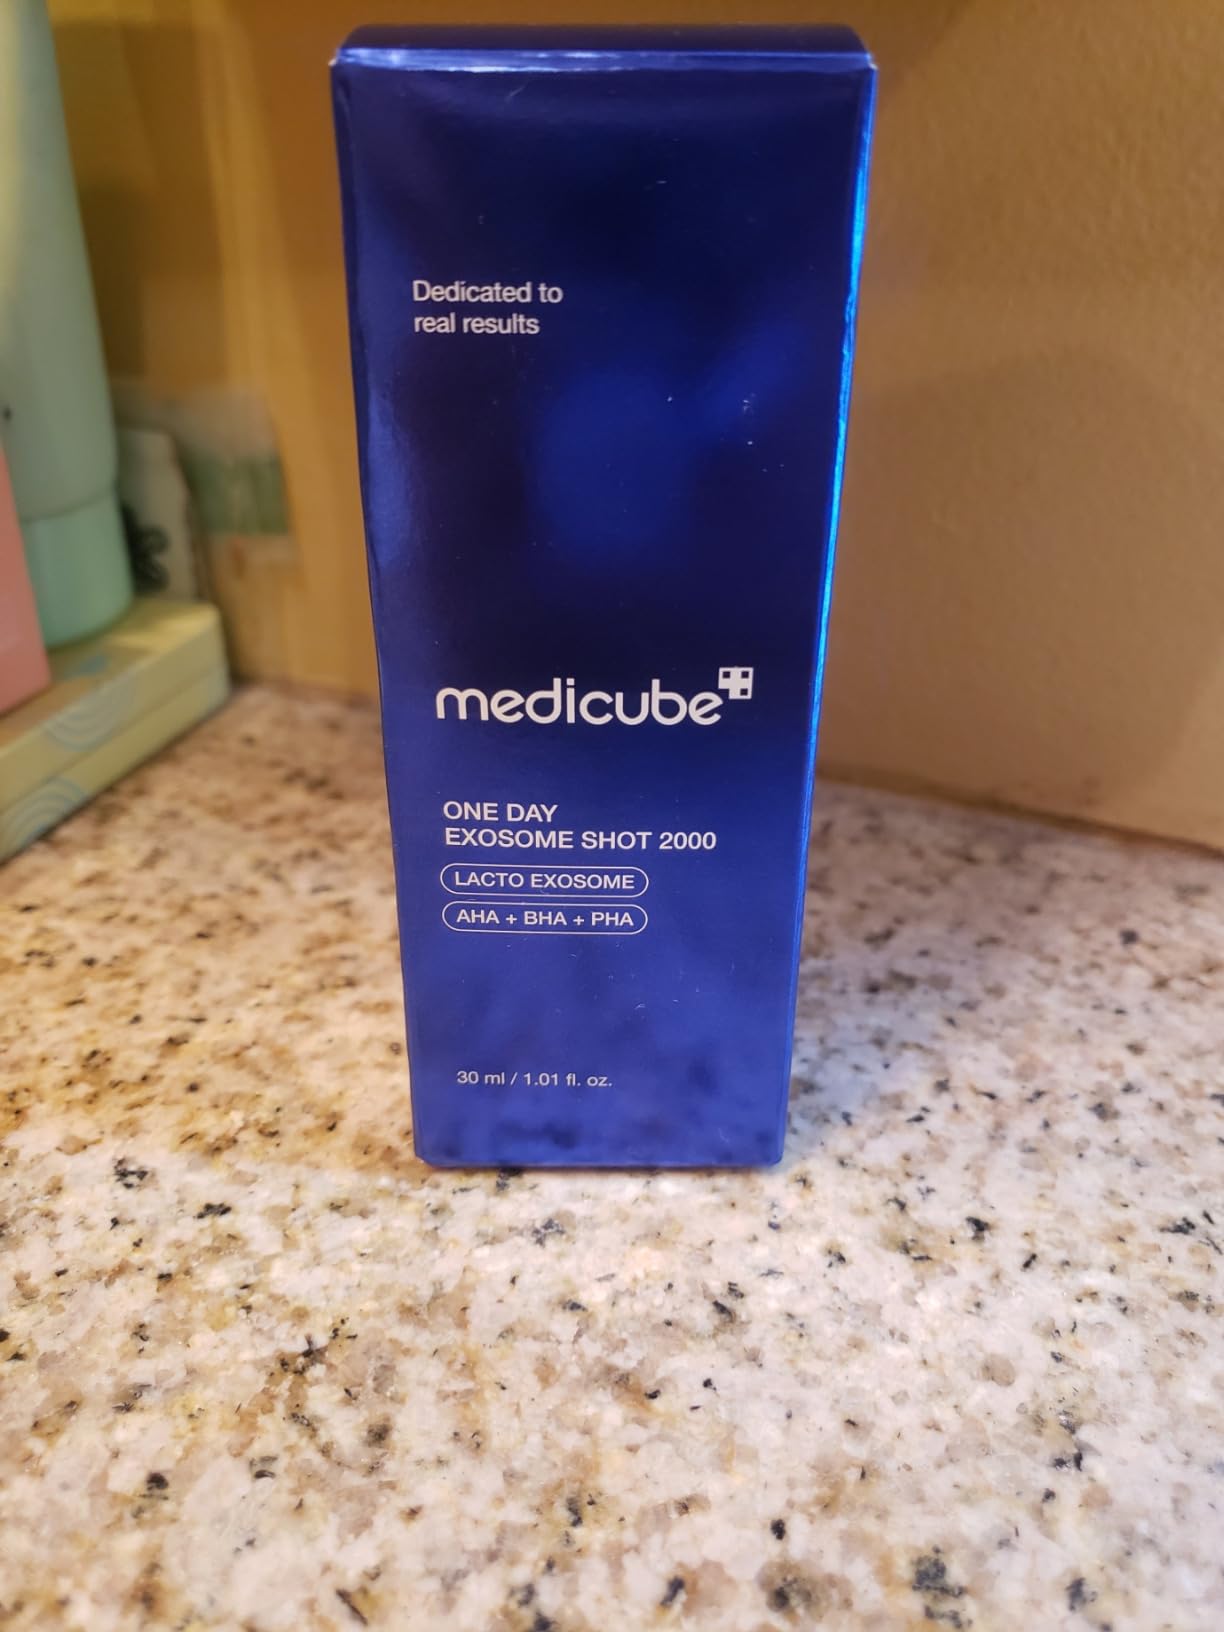 Dedicated to
real results
medicube
ONE DAY
EXOSOME SHOT 2000
LACTO EXOSOME
AHA + BHA + PHA
30 ml / 1.01 fl. oz.